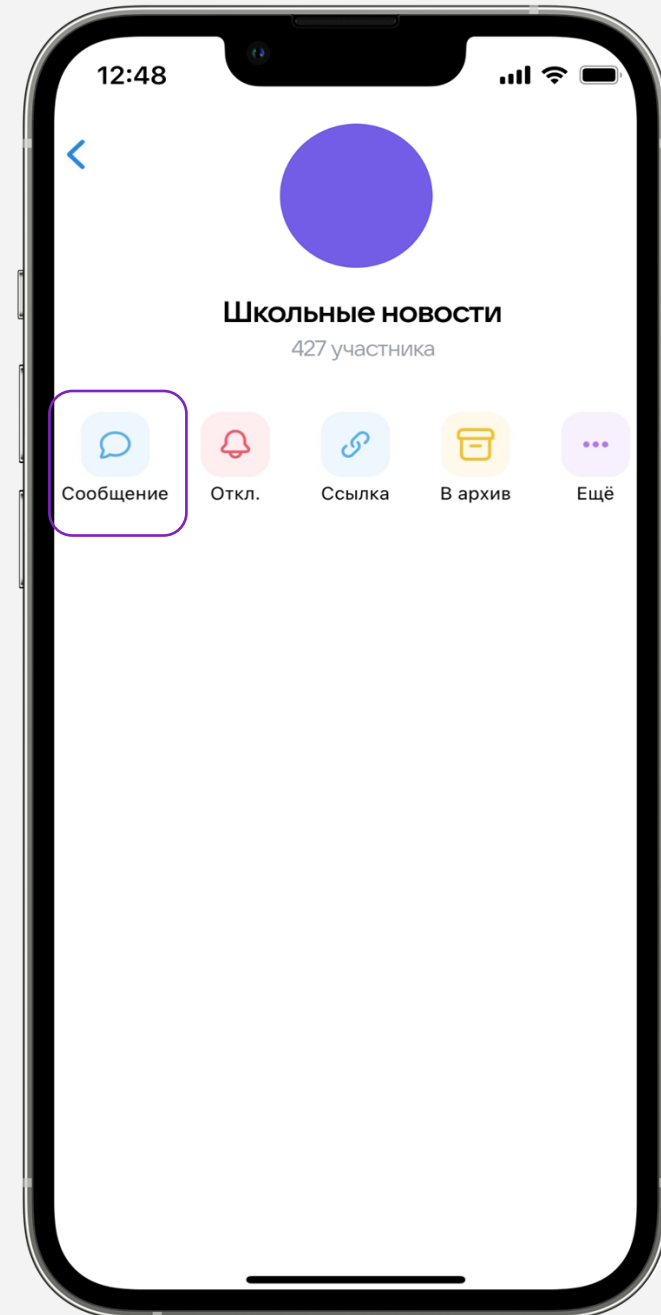 12:48
Школьные новости
427 участника
Сообщение Откл. Ссылка В архив Ещё